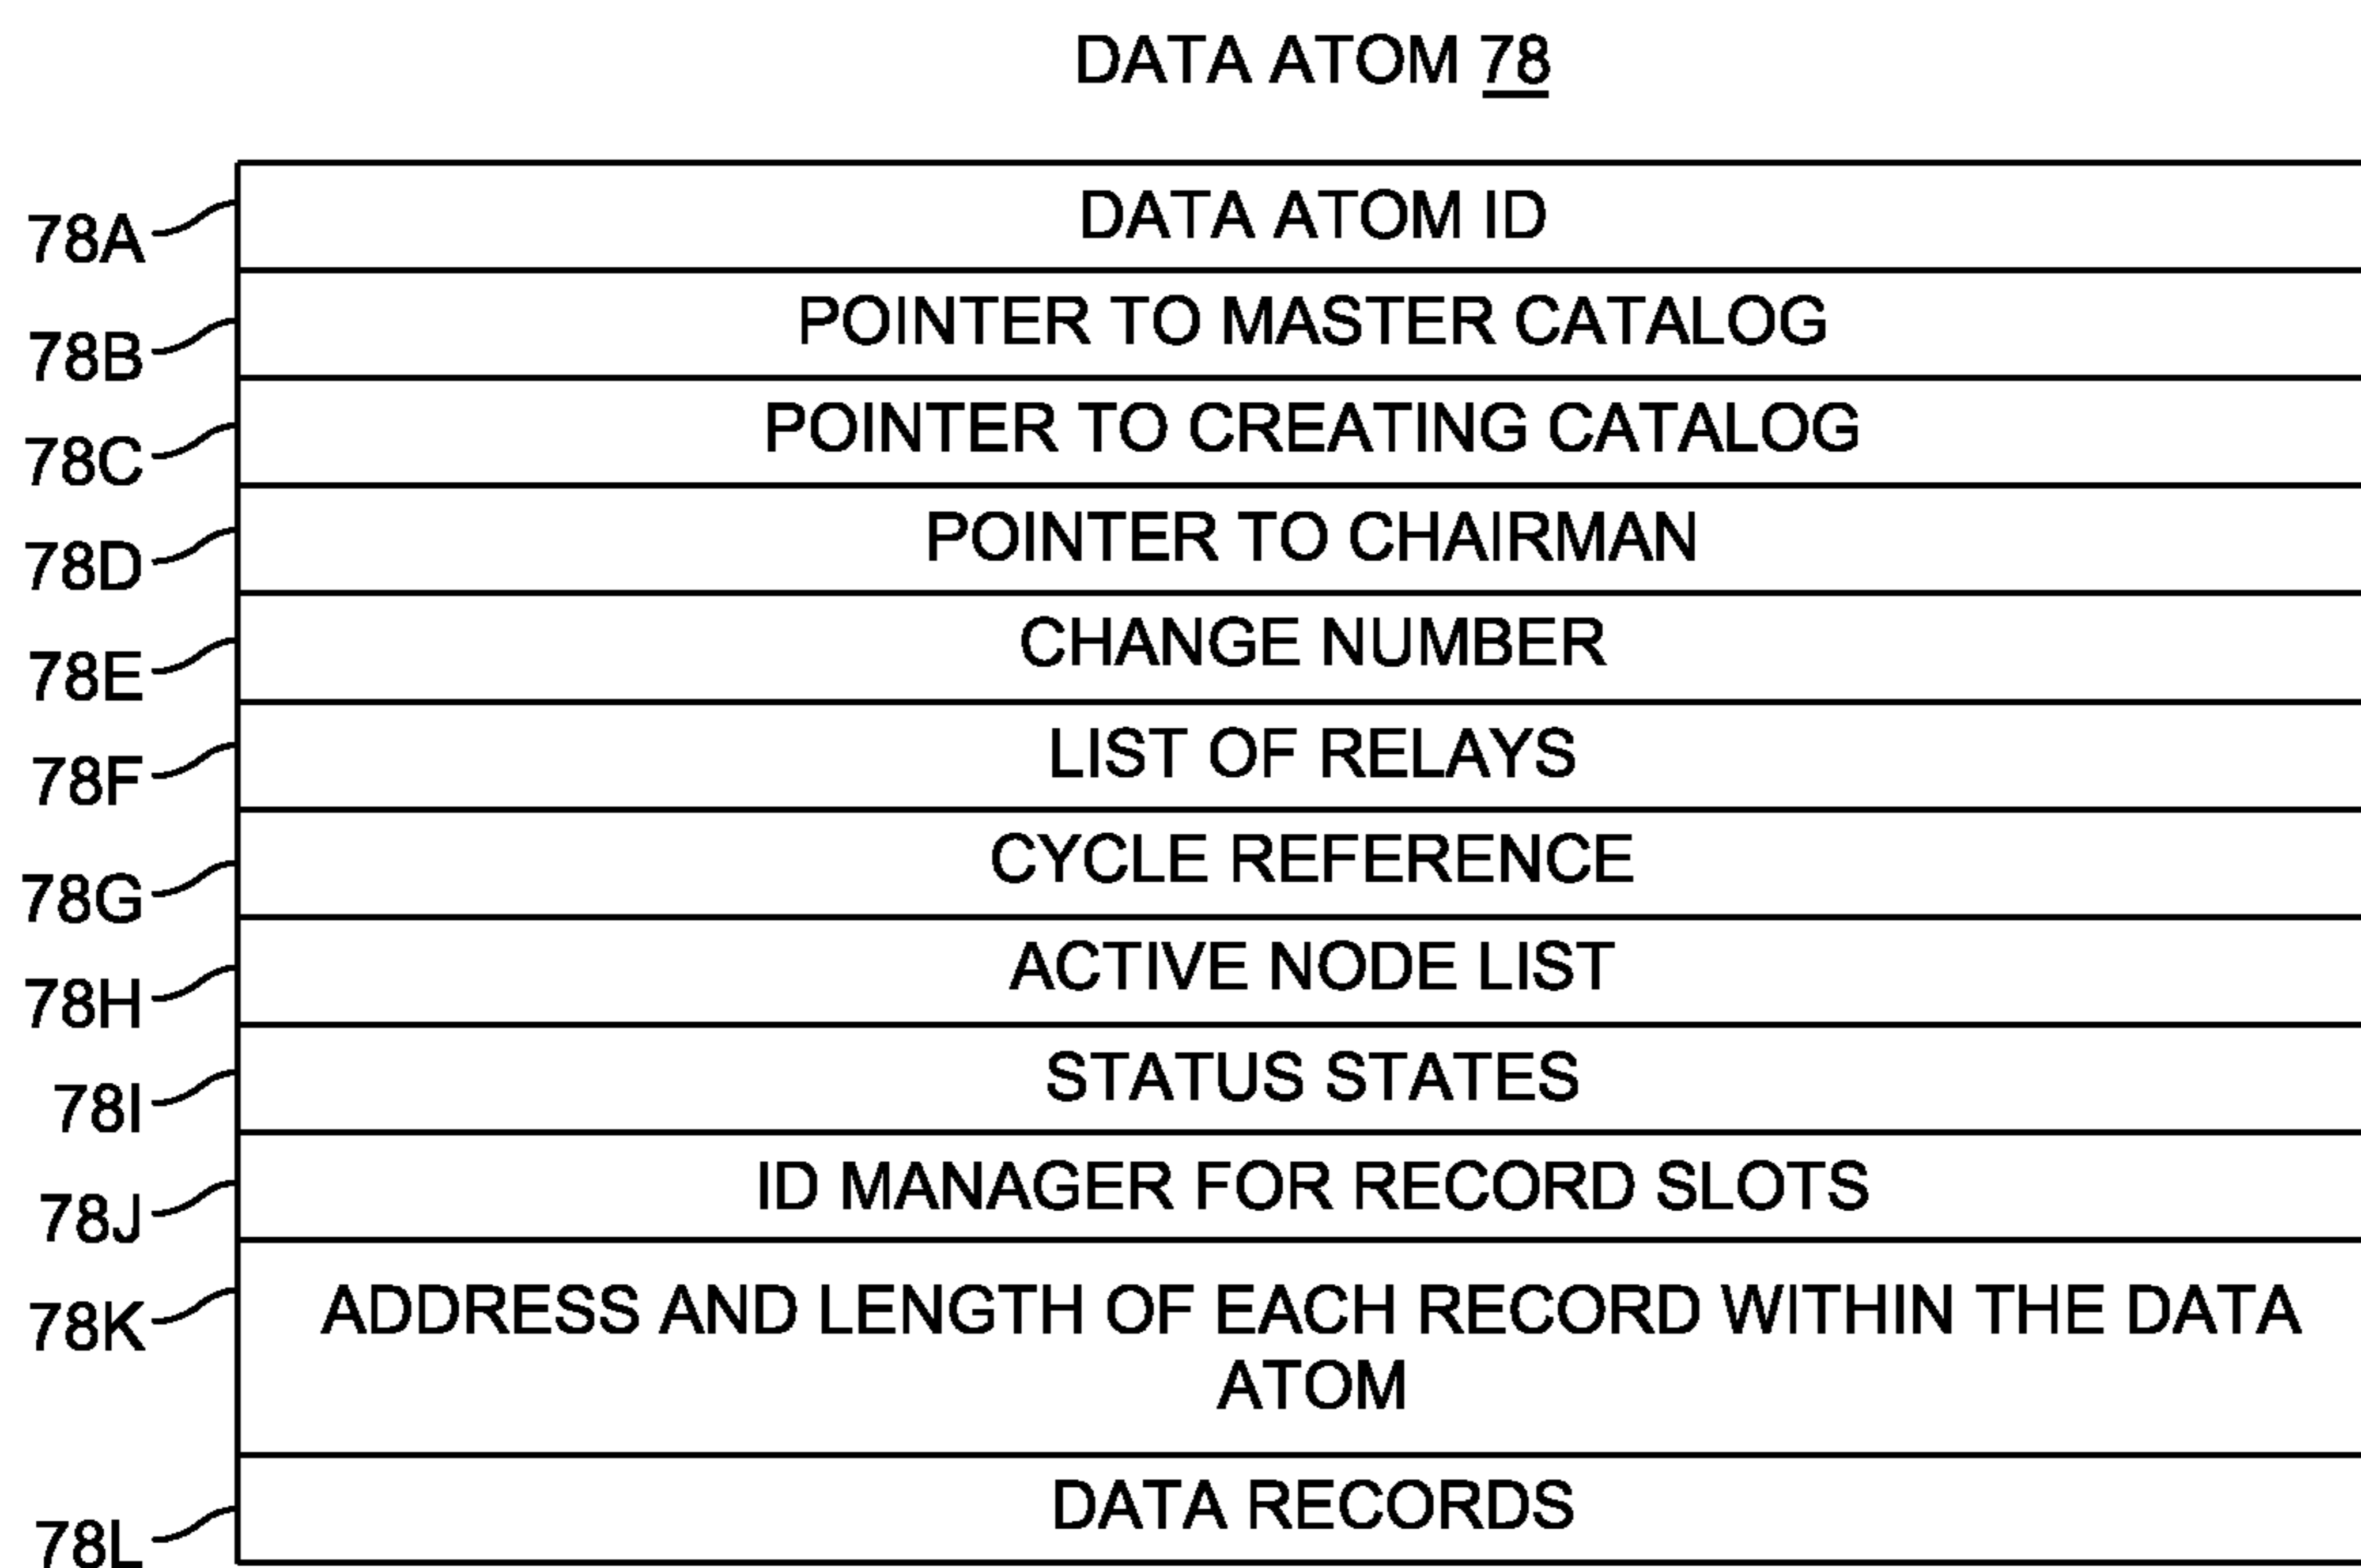 DATA ATOM 78
78A DATA ATOM ID
78B POINTER TO MASTER CATALOG
78C POINTER TO CREATING CATALOG
78D POINTER TO CHAIRMAN
78E CHANGE NUMBER
78F LIST OF RELAYS
78G CYCLE REFERENCE
78H ACTIVE NODE LIST
78I STATUS STATES
78J ID MANAGER FOR RECORD SLOTS
78K ADDRESS AND LENGTH OF EACH RECORD WITHIN THE DATA
ATOM
78L DATA RECORDS